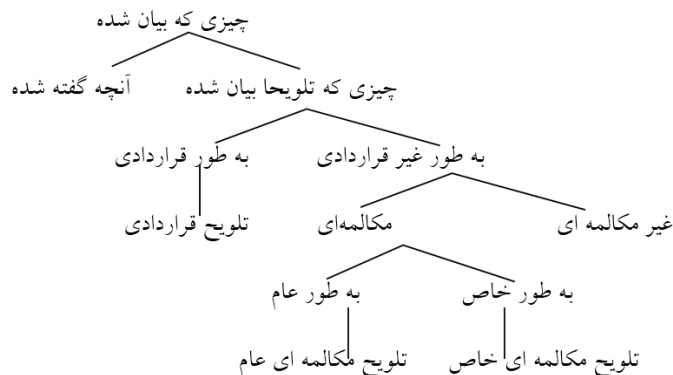 چیزی که بیان شده
چیزی که تلویحا بیان شده
آنچه گفته شده
به طور غیر قراردادی
به طور قراردادی
غیر مکالمه ای
مکالمه‌ای
تلویح قراردادی
به طور خاص
به طور عام
تلویح مکالمه ای خاص
تلویح مکالمه ای عام